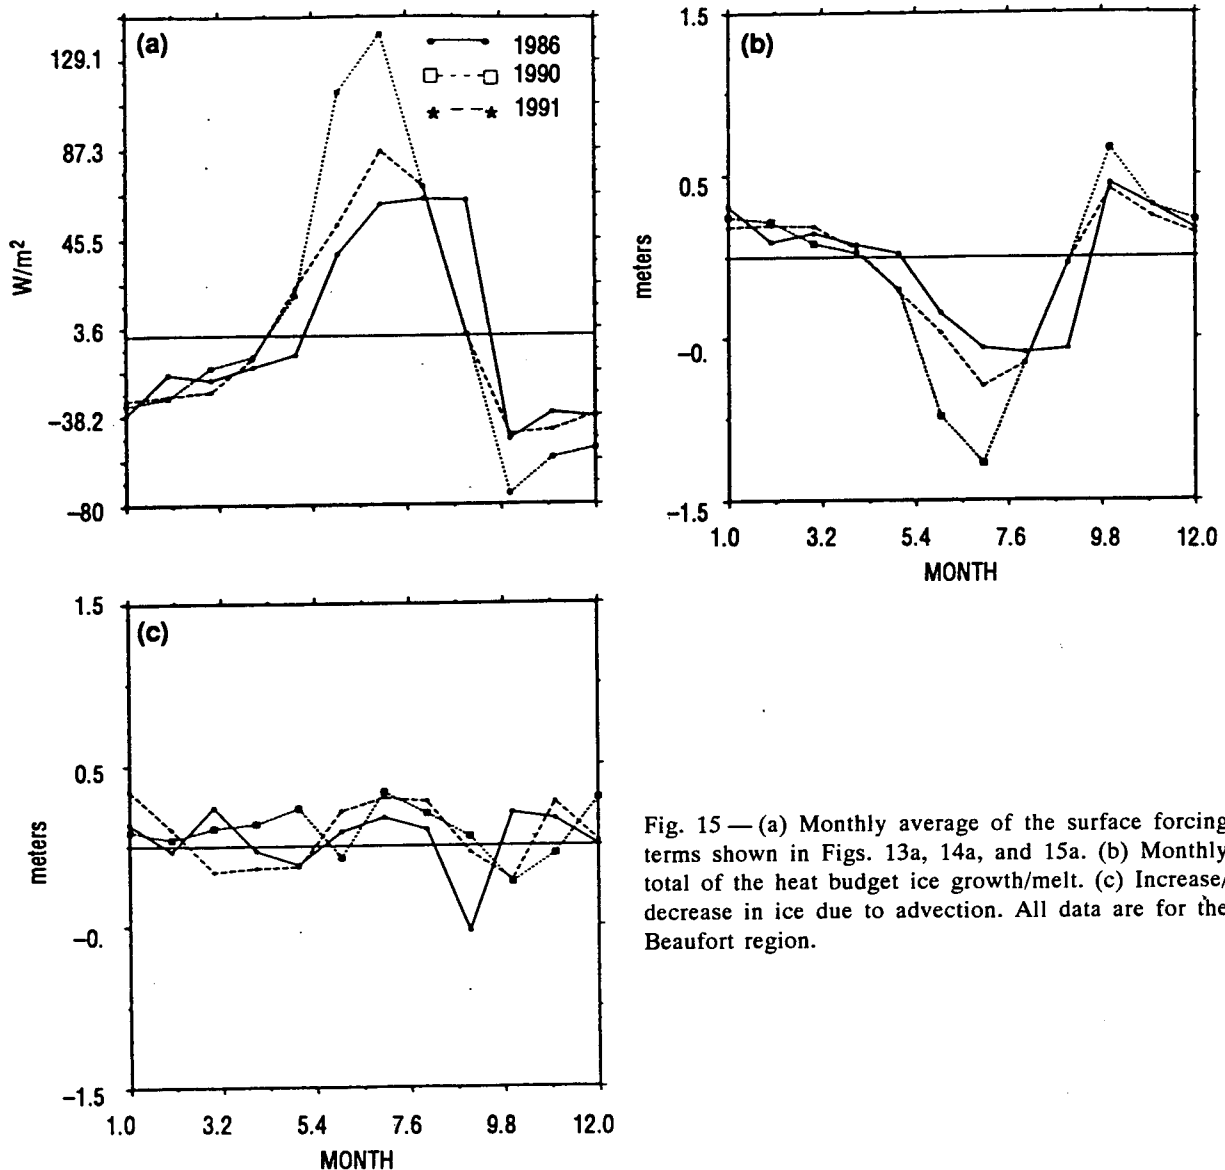 (a)
129.1
87.3
45.5
3.6
−38.2
−80
W/m²
1986
1990
1991
(b)
1.5
0.5
−0.
−1.5
meters
1.0 3.2 5.4 7.6 9.8 12.0
MONTH
(c)
1.5
0.5
−0.
−1.5
meters
1.0 3.2 5.4 7.6 9.8 12.0
MONTH
Fig. 15 — (a) Monthly average of the surface forcing
terms shown in Figs. 13a, 14a, and 15a. (b) Monthly
total of the heat budget ice growth/melt. (c) Increase/
decrease in ice due to advection. All data are for the
Beaufort region.